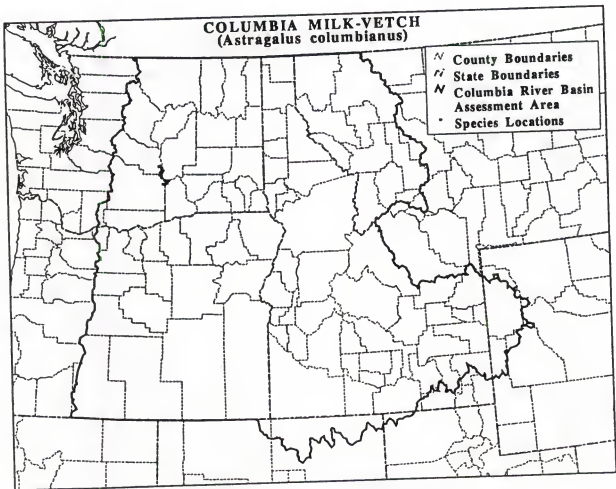 COLUMBIA MILK-VETCH
(Astragalus columbianus)
County Boundaries
State Boundaries
Columbia River Basin
Assessment Area
Species Locations